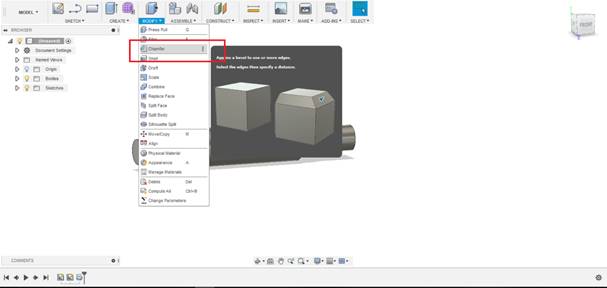 MODEL ▾
SKETCH ▾
CREATE ▾
MODIFY ▾
ASSEMBLE ▾
CONSTRUCT ▾
INSPECT ▾
INSERT ▾
MAKE ▾
ADD-INS ▾
SELECT ▾
FRONT
BROWSER
(Unsaved)
Document Settings
Named Views
Origin
Bodies
Sketches
Press Pull Q
Fillet
Chamfer
Shell
Draft
Scale
Combine
Replace Face
Split Face
Split Body
Silhouette Split
Move/Copy M
Align
Physical Material
Appearance A
Manage Materials
Delete Del
Compute All Ctrl+B
Change Parameters
Applies a bevel to one or more edges.
Select the edges then specify a distance.
COMMENTS